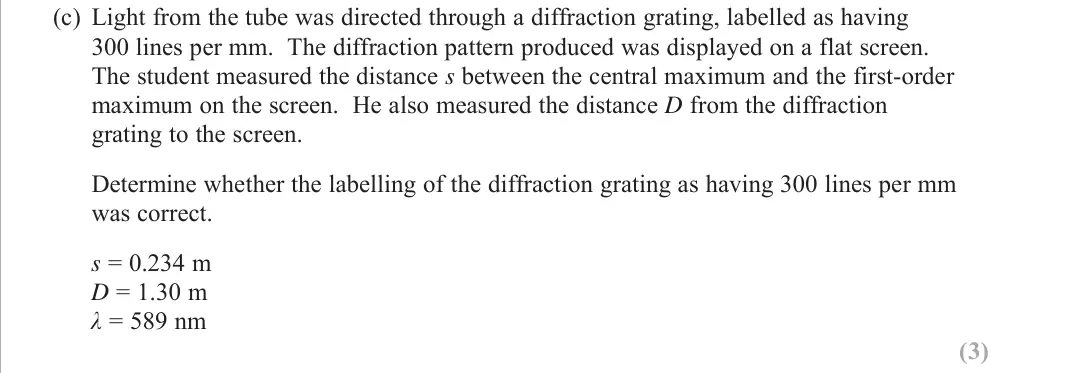 (c) Light from the tube was directed through a diffraction grating, labelled as having
300 lines per mm. The diffraction pattern produced was displayed on a flat screen.
The student measured the distance s between the central maximum and the first-order
maximum on the screen. He also measured the distance D from the diffraction
grating to the screen.
Determine whether the labelling of the diffraction grating as having 300 lines per mm
was correct.
s = 0.234 m
D = 1.30 m
λ = 589 nm
(3)